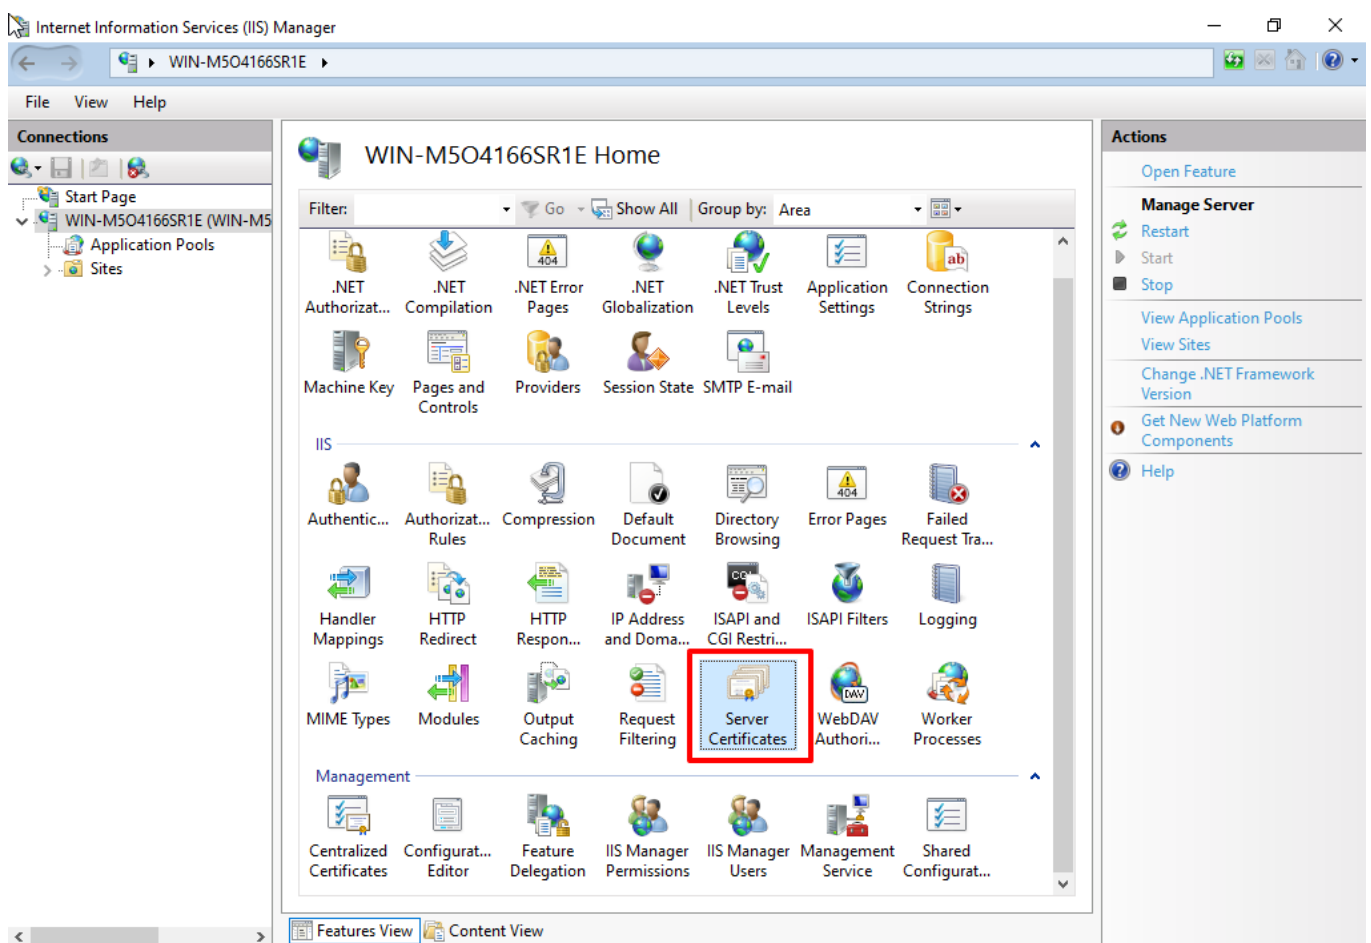 Internet Information Services (IIS) Manager
WIN-M5O4166SR1E
File View Help
Connections
Start Page
WIN-M5O4166SR1E (WIN-M5
Application Pools
Sites
WIN-M5O4166SR1E Home
Filter: Go Show All Group by: Area
.NET Authorizat...
.NET Compilation
.NET Error Pages
.NET Globalization
.NET Trust Levels
Application Settings
Connection Strings
Machine Key
Pages and Controls
Providers
Session State
SMTP E-mail
IIS
Authentic...
Authorizat... Rules
Compression
Default Document
Directory Browsing
Error Pages
Failed Request Tra...
Handler Mappings
HTTP Redirect
HTTP Respon...
IP Address and Doma...
ISAPI and CGI Restri...
ISAPI Filters
Logging
MIME Types
Modules
Output Caching
Request Filtering
Server Certificates
WebDAV Authori...
Worker Processes
Management
Centralized Certificates
Configurat... Editor
Feature Delegation
IIS Manager Permissions
IIS Manager Users
Management Service
Shared Configurat...
Features View
Content View
Actions
Open Feature
Manage Server
Restart
Start
Stop
View Application Pools
View Sites
Change .NET Framework
Version
Get New Web Platform
Components
Help